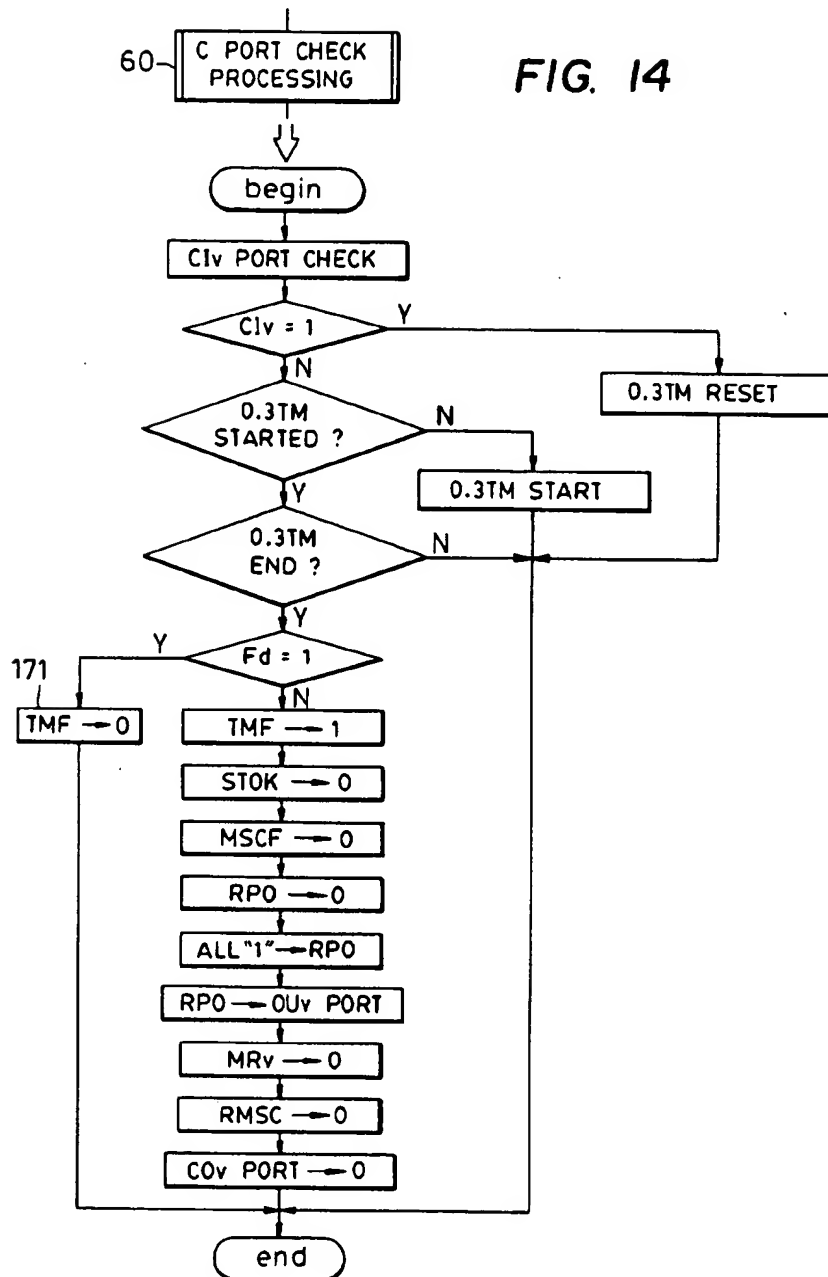 60
C PORT CHECK
PROCESSING
FIG. 14
begin
CIv PORT CHECK
CIv = 1
Y
N
0.3TM RESET
0.3TM
STARTED ?
N
0.3TM START
Y
0.3TM
END ?
N
Y
Fd = 1
Y
171
N
TMF → 0
TMF → 1
STOK → 0
MSCF → 0
RPO → 0
ALL"1" → RPO
RPO → OUv PORT
MRv → 0
RMSC → 0
COv PORT → 0
end